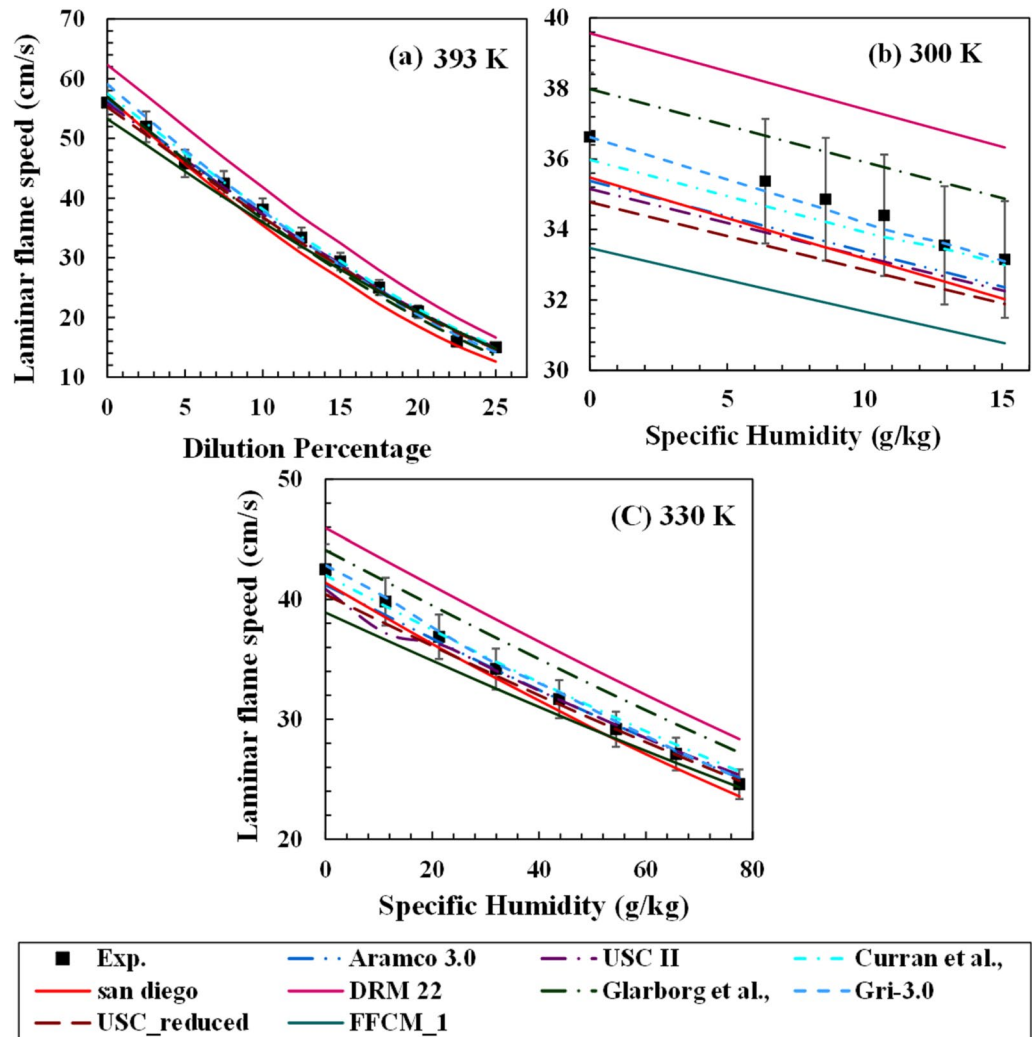 70
60
50
40
30
20
10
Laminar flame speed (cm/s)
(a) 393 K
0 5 10 15 20 25
Dilution Percentage
40
38
36
34
32
30
(b) 300 K
0 5 10 15
Specific Humidity (g/kg)
50
40
30
20
Laminar flame speed (cm/s)
(C) 330 K
0 20 40 60 80
Specific Humidity (g/kg)
Exp. Aramco 3.0 USC II Curran et al.,
san diego DRM 22 Glarborg et al., Gri-3.0
USC_reduced FFCM_1